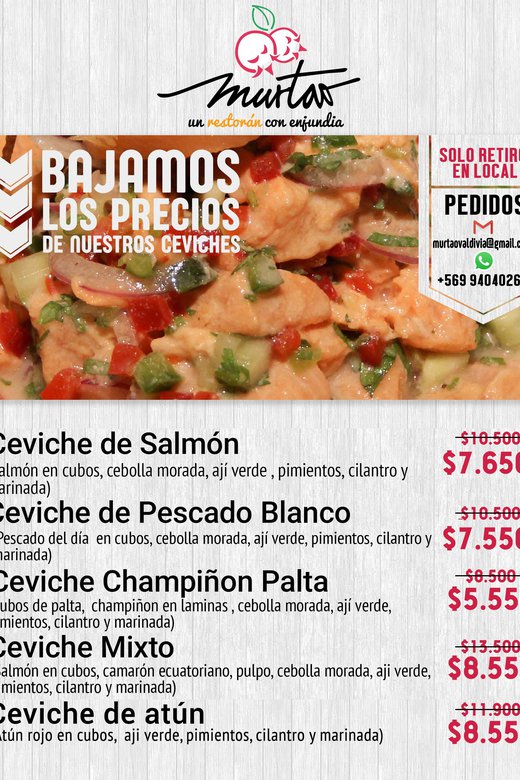 murtao
un restorán con enjundia
BAJAMOS
LOS PRECIOS
DE NUESTROS CEVICHES
SOLO RETIRO
EN LOCAL
PEDIDOS
murtaovaldivia@gmail.c
+569 9404026
Ceviche de Salmón
$10.500
$7.650
almón en cubos, cebolla morada, ají verde , pimientos, cilantro y
arinada)
Ceviche de Pescado Blanco
$10.500
$7.550
Pescado del día en cubos, cebolla morada, ají verde, pimientos, cilantro y
marinada)
Ceviche Champiñon Palta
$8.500
$5.55
ubos de palta, champiñon en laminas , cebolla morada, ají verde,
imientos, cilantro y marinada)
Ceviche Mixto
$13.500
$8.55
Salmón en cubos, camarón ecuatoriano, pulpo, cebolla morada, aji verde,
imientos, cilantro y marinada)
Ceviche de atún
$11.900
$8.55
Atún rojo en cubos, aji verde, pimientos, cilantro y marinada)